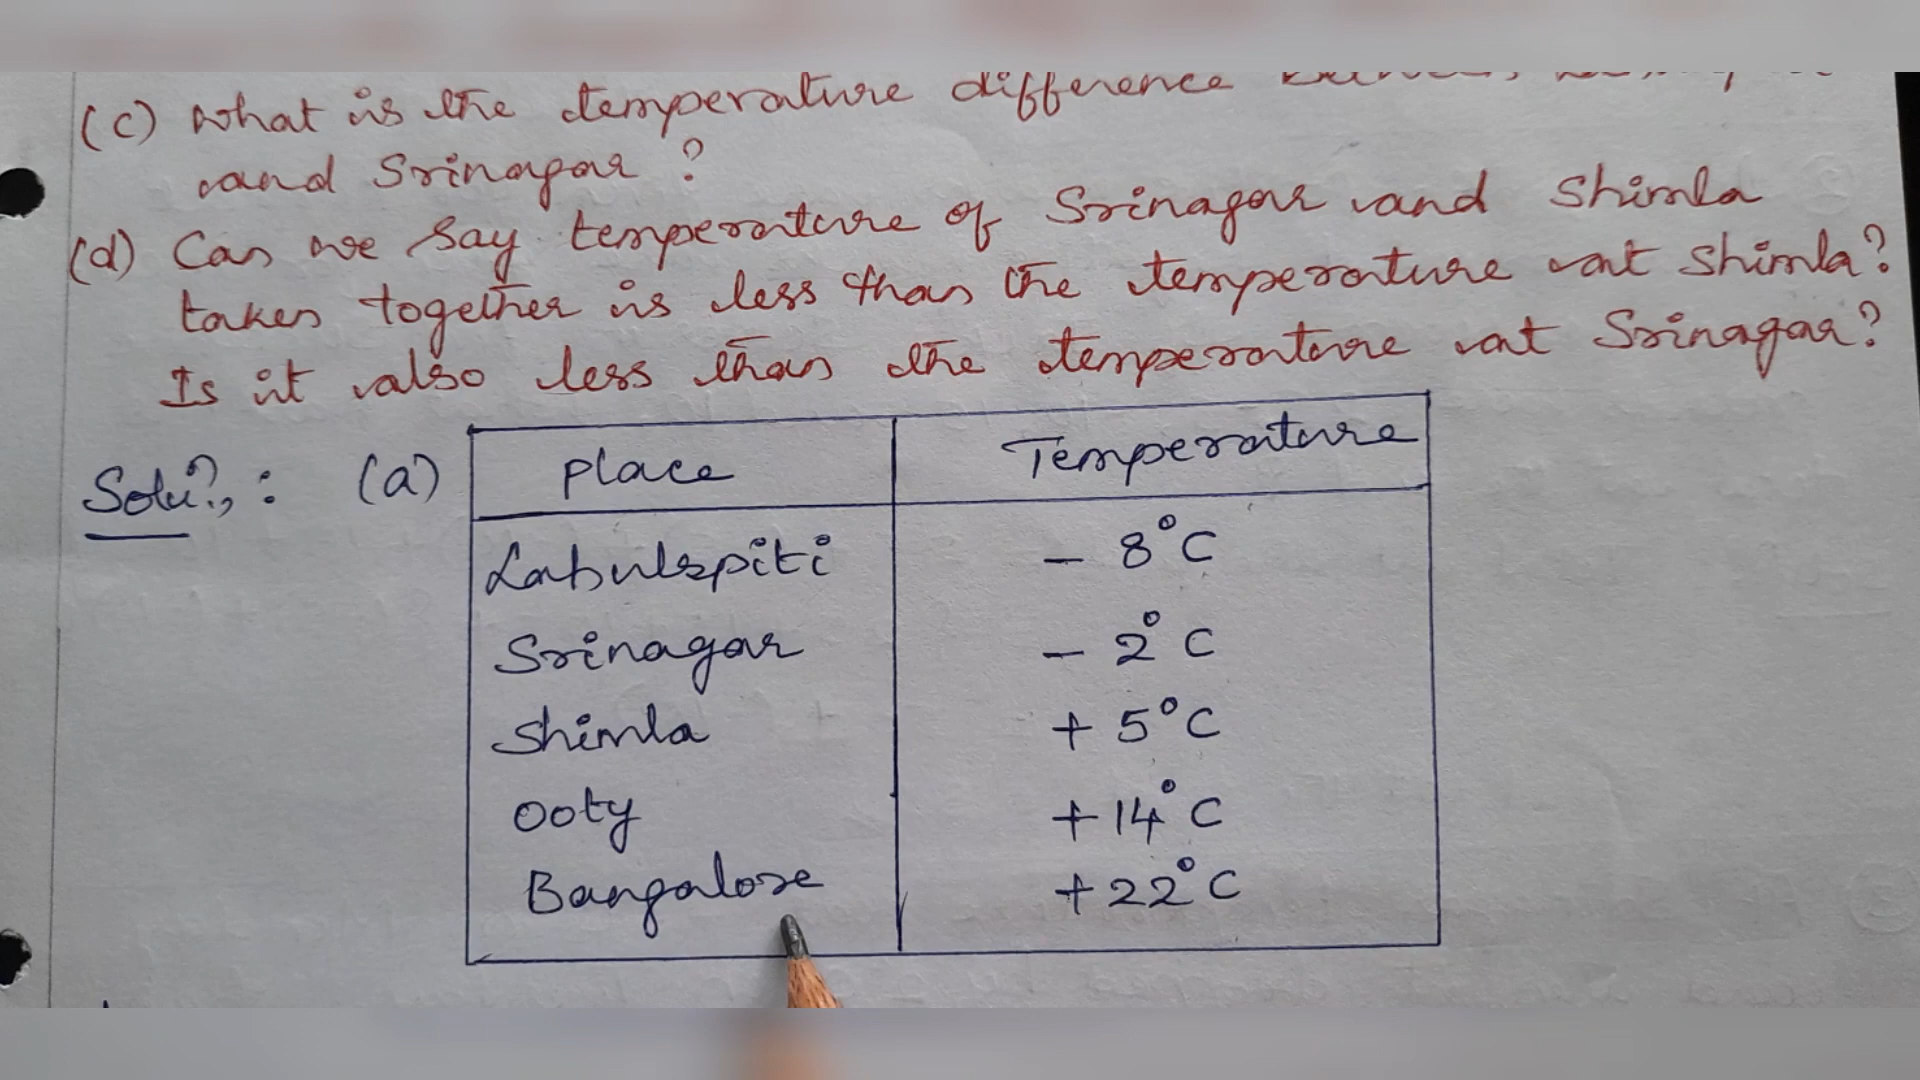 (c) What is the temperature difference
and Srinagar ?
(d) Can we say temperature of Srinagar and Shimla
taken together is less than the temperature at Shimla?
Is it also less than the temperature at Srinagar?
Solu?, : (a)
Place Temperature
Lahulspiti - 8°C
Srinagar - 2°C
Shimla + 5°C
Ooty + 14°C
Bangalore + 22°C